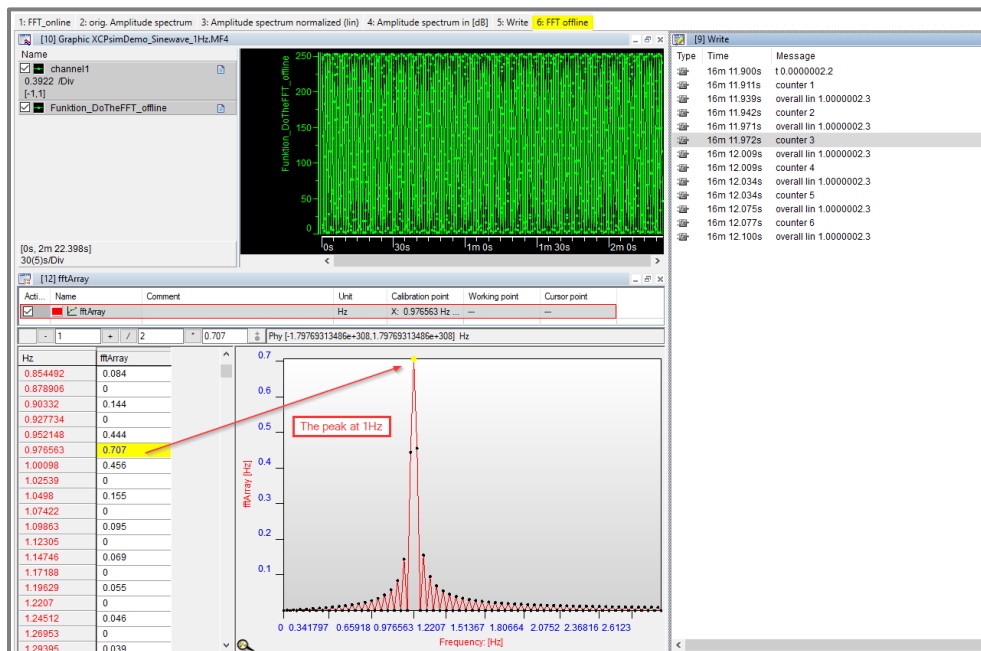 1: FFT_online 2: orig. Amplitude spectrum 3: Amplitude spectrum normalized (lin) 4: Amplitude spectrum in [dB] 5: Write 6: FFT offline
[10] Graphic XCPsimDemo_Sinewave_1Hz.MF4
Name
channel1
0.3922 /Div
[-1,1]
Funktion_DoTheFFT_offline
[0s, 2m 22.398s]
30(5)s/Div
Funktion_DoTheFFT_offline
250
200
150
100
50
0
0s 30s 1m 0s 1m 30s 2m 0s
[12] fftArray
Acti... Name Comment Unit Calibration point Working point Cursor point
fftArray Hz X: 0.976563 Hz ... --- ---
- 1 + / 2 * 0.707 Phy [-1.79769313486e+308,1.79769313486e+308] Hz
Hz fftArray
0.854492 0.084
0.878906 0
0.90332 0.144
0.927734 0
0.952148 0.444
0.976563 0.707
1.00098 0.456
1.02539 0
1.0498 0.155
1.07422 0
1.09863 0.095
1.12305 0
1.14746 0.069
1.17188 0
1.19629 0.055
1.2207 0
1.24512 0.046
1.26953 0
1.29395 0.039
fftArray [Hz]
0.7
0.6
0.5
0.4
0.3
0.2
0.1
The peak at 1Hz
0 0.341797 0.65918 0.976563 1.2207 1.51367 1.80664 2.0752 2.36816 2.6123
Frequency: [Hz]
[9] Write
Type Time Message
16m 11.900s t 0.0000002.2
16m 11.911s counter 1
16m 11.939s overall lin 1.0000002.3
16m 11.942s counter 2
16m 11.971s overall lin 1.0000002.3
16m 11.972s counter 3
16m 12.009s overall lin 1.0000002.3
16m 12.009s counter 4
16m 12.034s overall lin 1.0000002.3
16m 12.034s counter 5
16m 12.075s overall lin 1.0000002.3
16m 12.077s counter 6
16m 12.100s overall lin 1.0000002.3